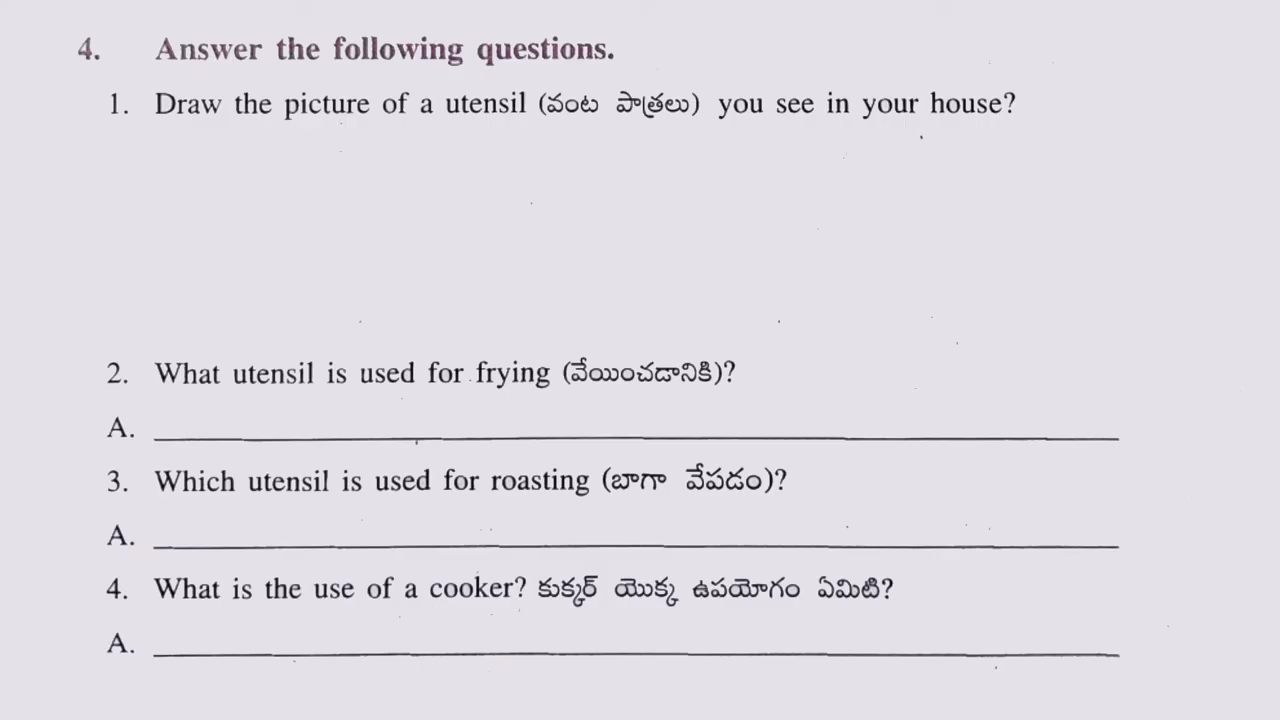 4. Answer the following questions.
1. Draw the picture of a utensil (వంట పాత్రలు) you see in your house?
2. What utensil is used for frying (వేయించడానికి)?
A.
3. Which utensil is used for roasting (బాగా వేపడం)?
A.
4. What is the use of a cooker? కుక్కర్ యొక్క ఉపయోగం ఏమిటి?
A.